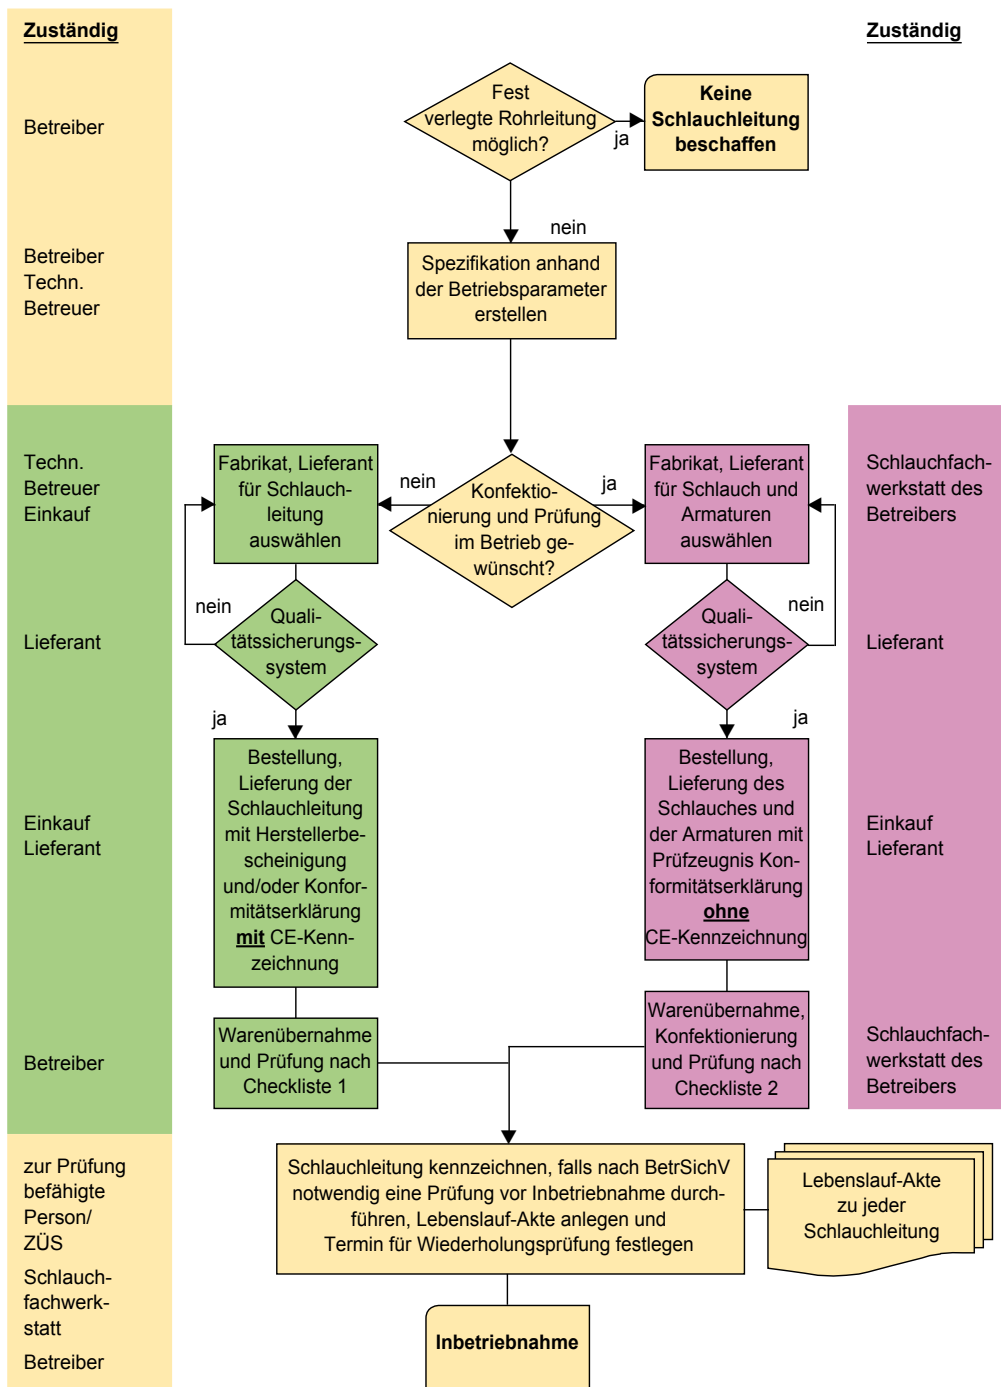 Zuständig
Zuständig
Betreiber
Fest
verlegte Rohrleitung
möglich?
ja
Keine
Schlauchleitung
beschaffen
nein
Betreiber
Techn.
Betreuer
Spezifikation anhand
der Betriebsparameter
erstellen
Techn.
Betreuer
Einkauf
Fabrikat, Lieferant
für Schlauch-
leitung
auswählen
nein
Konfektio-
nierung und Prüfung
im Betrieb ge-
wünscht?
ja
Fabrikat, Lieferant
für Schlauch und
Armaturen
auswählen
Schlauchfach-
werkstatt des
Betreibers
Lieferant
nein
Quali-
tätssicherungs-
system
ja
Quali-
tätssicherungs-
system
nein
ja
Lieferant
Einkauf
Lieferant
Bestellung,
Lieferung der
Schlauchleitung
mit Herstellerbe-
scheinigung
und/oder Konfor-
mitätserklärung
mit CE-Kenn-
zeichnung
Bestellung,
Lieferung des
Schlauches und
der Armaturen mit
Prüfzeugnis Kon-
formitätserklärung
ohne
CE-Kennzeichnung
Einkauf
Lieferant
Betreiber
Warenübernahme
und Prüfung nach
Checkliste 1
Warenübernahme,
Konfektionierung
und Prüfung nach
Checkliste 2
Schlauchfach-
werkstatt des
Betreibers
zur Prüfung
befähigte
Person/
ZÜS
Schlauch-
fachwerk-
statt
Betreiber
Schlauchleitung kennzeichnen, falls nach BetrSichV
notwendig eine Prüfung vor Inbetriebnahme durch-
führen, Lebenslauf-Akte anlegen und
Termin für Wiederholungsprüfung festlegen
Lebenslauf-Akte
zu jeder
Schlauchleitung
Inbetriebnahme